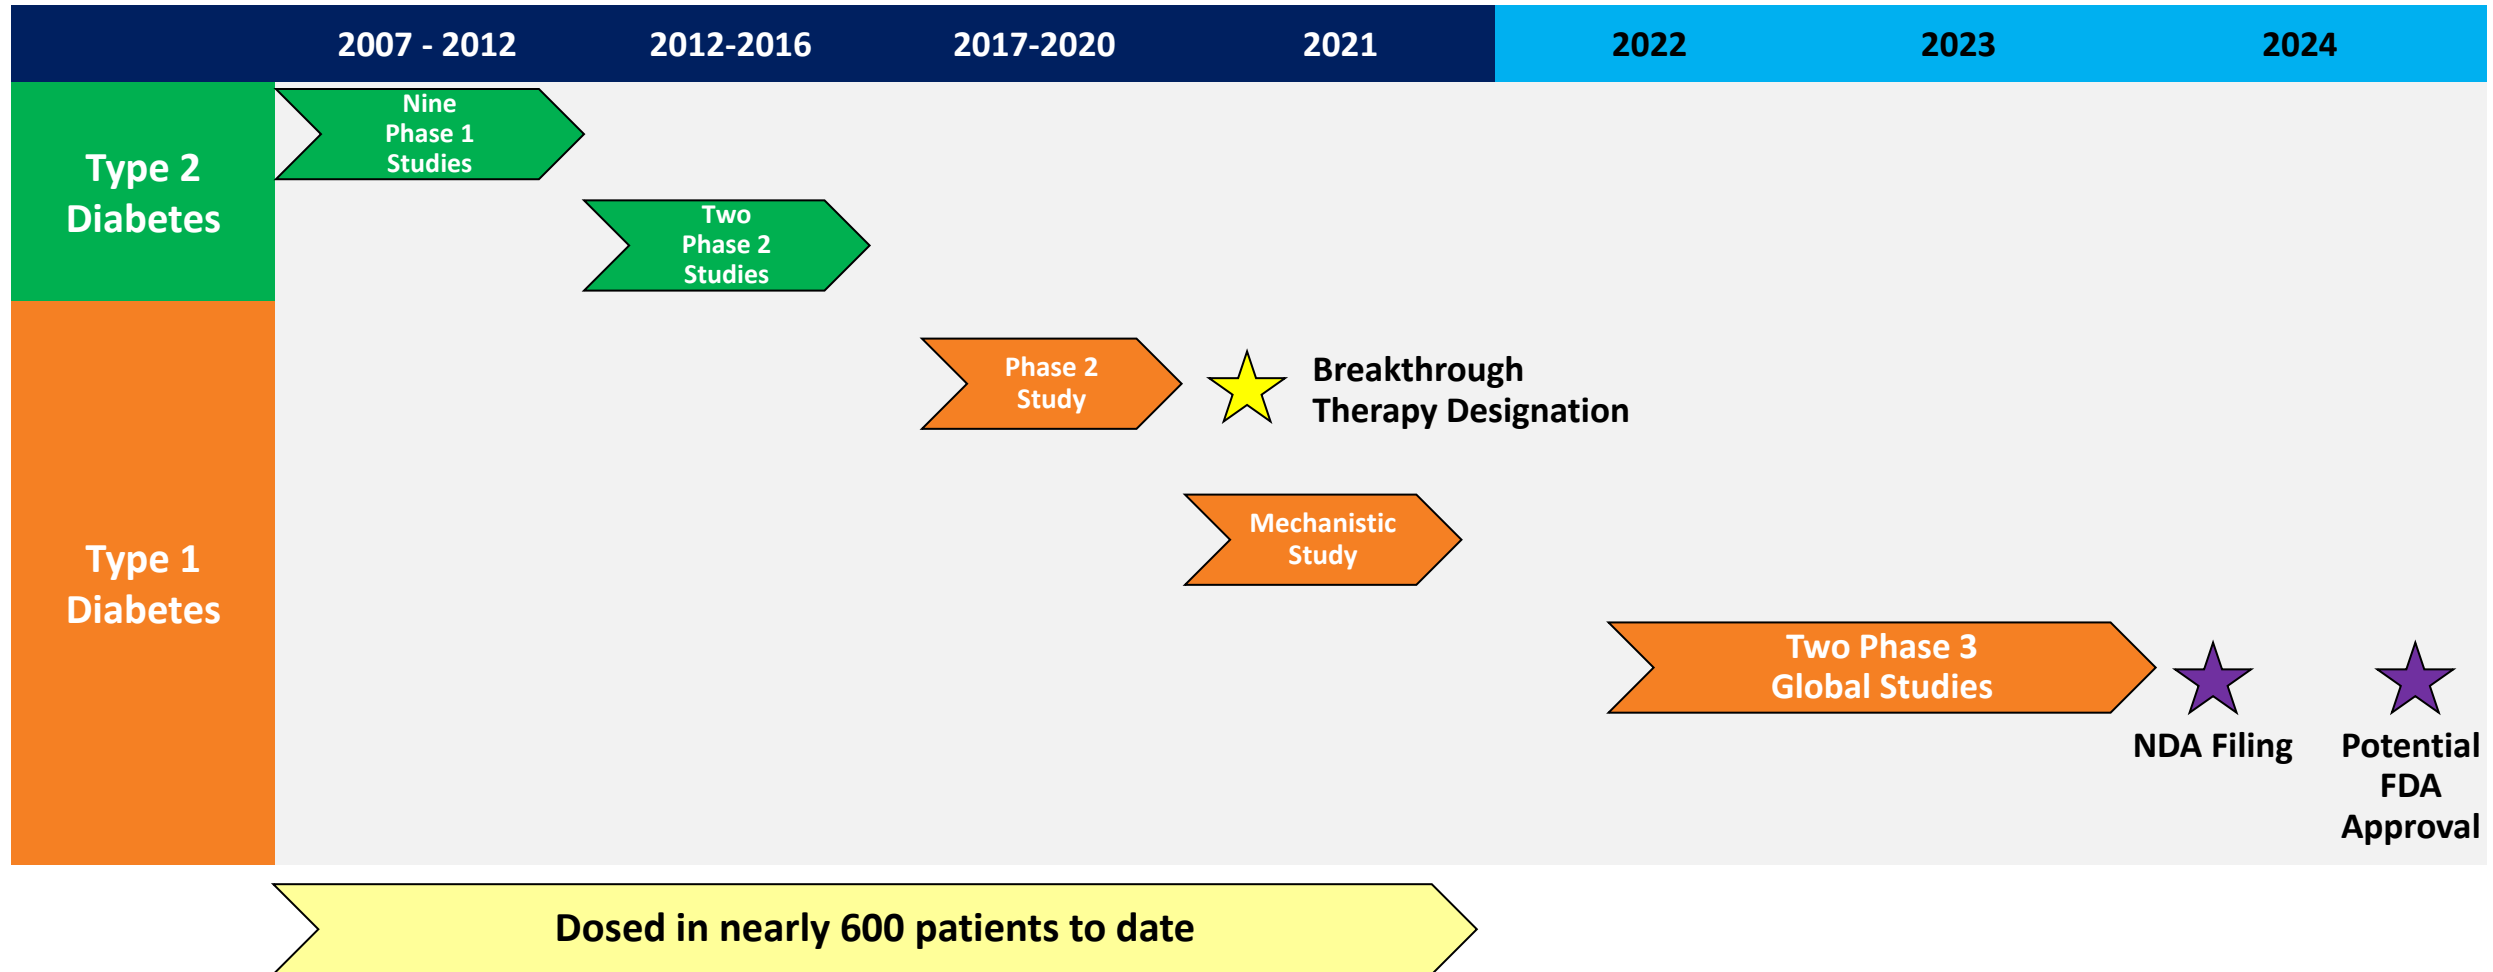 2007 - 2012
2012-2016
2017-2020
2021
2022
2023
2024
Type 2
Diabetes
Nine
Phase 1
Studies
Two
Phase 2
Studies
Type 1
Diabetes
Phase 2
Study
Breakthrough
Therapy Designation
Mechanistic
Study
Two Phase 3
Global Studies
NDA Filing
Potential
FDA
Approval
Dosed in nearly 600 patients to date